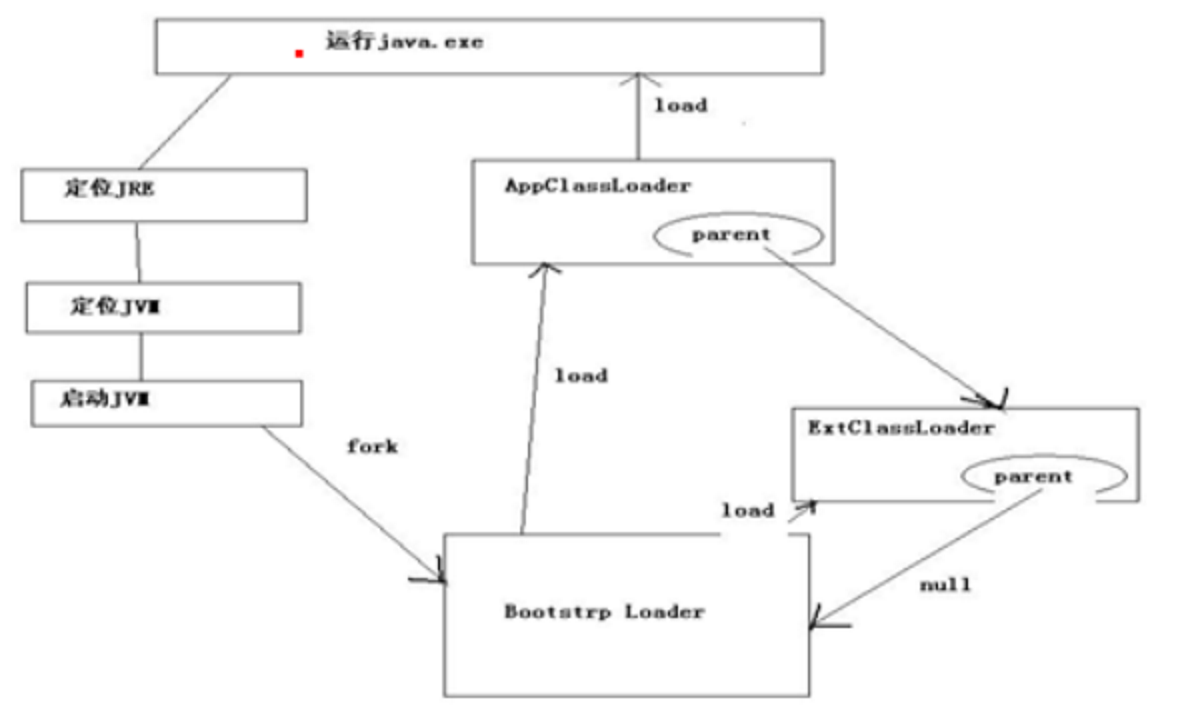 运行java.exe
load
定位JRE
AppClassLoader
parent
定位JVM
load
启动JVM
fork
ExtClassLoader
parent
load
null
Bootstrp Loader